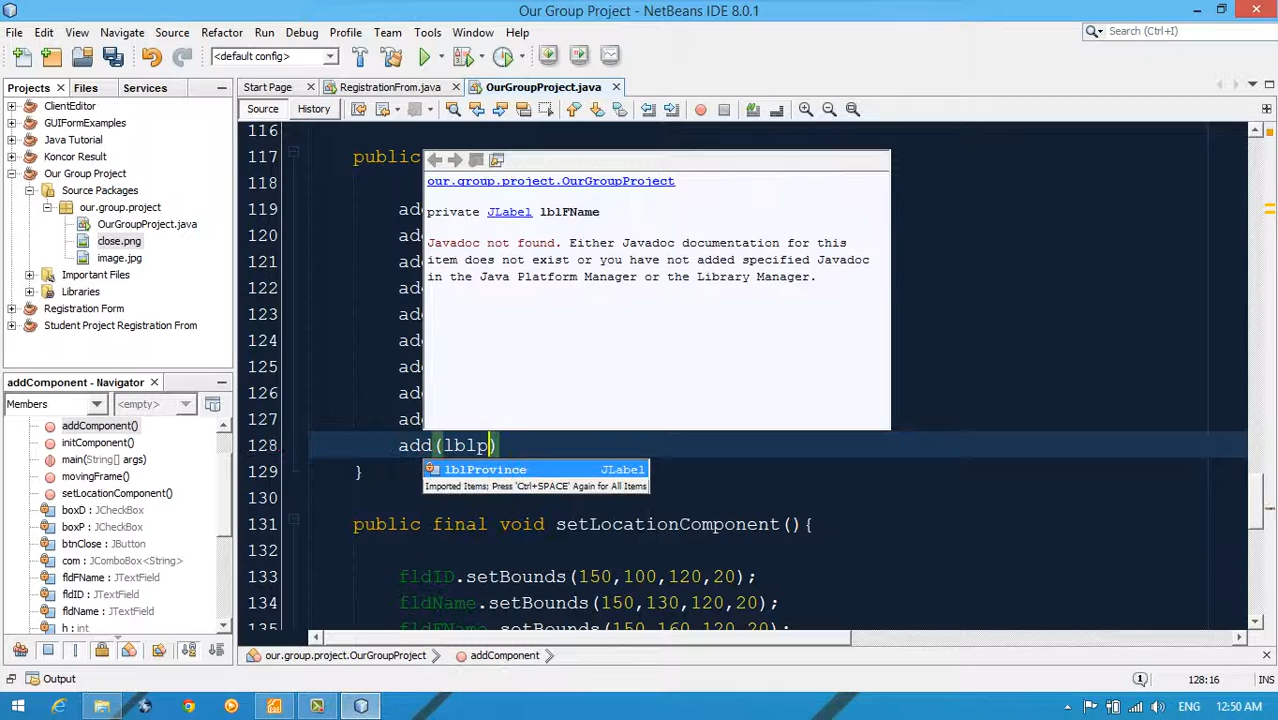 Our Group Project - NetBeans IDE 8.0.1
File Edit View Navigate Source Refactor Run Debug Profile Team Tools Window Help
Search (Ctrl+I)
<default config>
Projects Files Services
Start Page RegistrationFrom.java OurGroupProject.java
Source History
ClientEditor
GUIFormExamples
Java Tutorial
Koncor Result
Our Group Project
Source Packages
our.group.project
OurGroupProject.java
close.png
image.jpg
Important Files
Libraries
Registration Form
Student Project Registration From
addComponent - Navigator
Members <empty>
addComponent()
initComponent()
main(String[] args)
movingFrame()
setLocationComponent()
boxD : JCheckBox
boxP : JCheckBox
btnClose : JButton
com : JComboBox<String>
fldFName : JTextField
fldID : JTextField
fldName : JTextField
h : int
116
117 public
118
119 ad
120 ad
121 ad
122 ad
123 ad
124 ad
125 ad
126 ad
127 ad
128 add(lblp)
129 }
130
131 public final void setLocationComponent(){
132
133 fldID.setBounds(150,100,120,20);
134 fldName.setBounds(150,130,120,20);
135 fldFName.setBounds(150,160,120,20);
our.group.project.OurGroupProject
private JLabel lblFName
Javadoc not found. Either Javadoc documentation for this
item does not exist or you have not added specified Javadoc
in the Java Platform Manager or the Library Manager.
lblProvince JLabel
Imported Items; Press 'Ctrl+SPACE' Again for All Items
our.group.project.OurGroupProject addComponent
Output
1 128:16 INS
ENG 12:50 AM